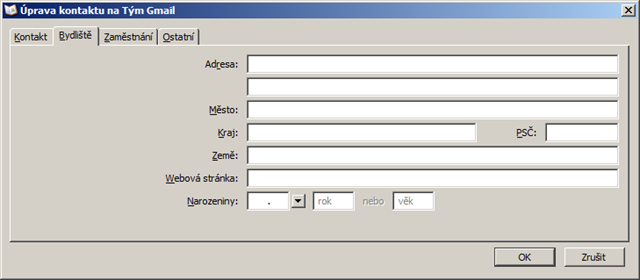 Úprava kontaktu na Tým Gmail
Kontakt Bydliště Zaměstnání Ostatní
Adresa:
Město:
Kraj: PSČ:
Země:
Webová stránka:
Narozeniny: . rok nebo věk
OK Zrušit